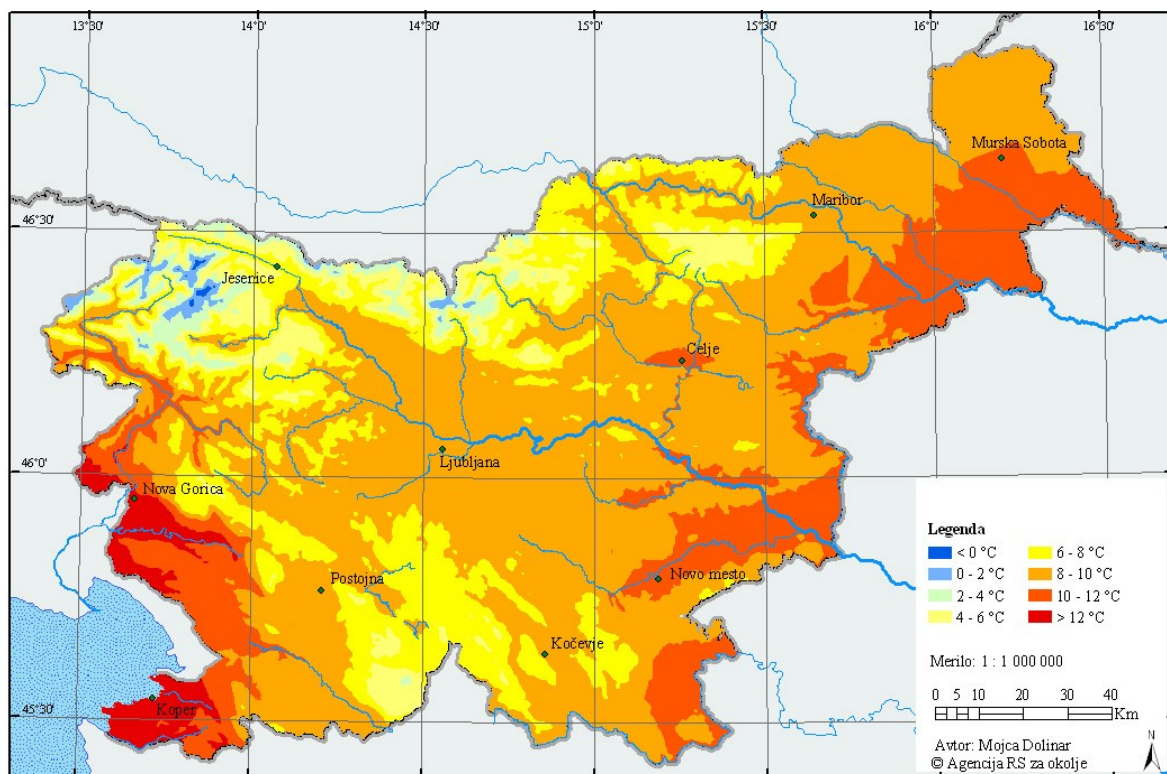 13°30' 14°0' 14°30' 15°0' 15°30' 16°0' 16°30'
Murska Sobota
46°30'
Maribor
Jesenice
Celje
46°0'
Ljubljana
Nova Gorica
Postojna
Novo mesto
Kočevje
45°30'
Koper
Legenda
< 0 °C 6 - 8 °C
0 - 2 °C 8 - 10 °C
2 - 4 °C 10 - 12 °C
4 - 6 °C > 12 °C
Merilo: 1 : 1 000 000
0 5 10 20 30 40
Km
N
Avtor: Mojca Dolinar
© Agencija RS za okolje